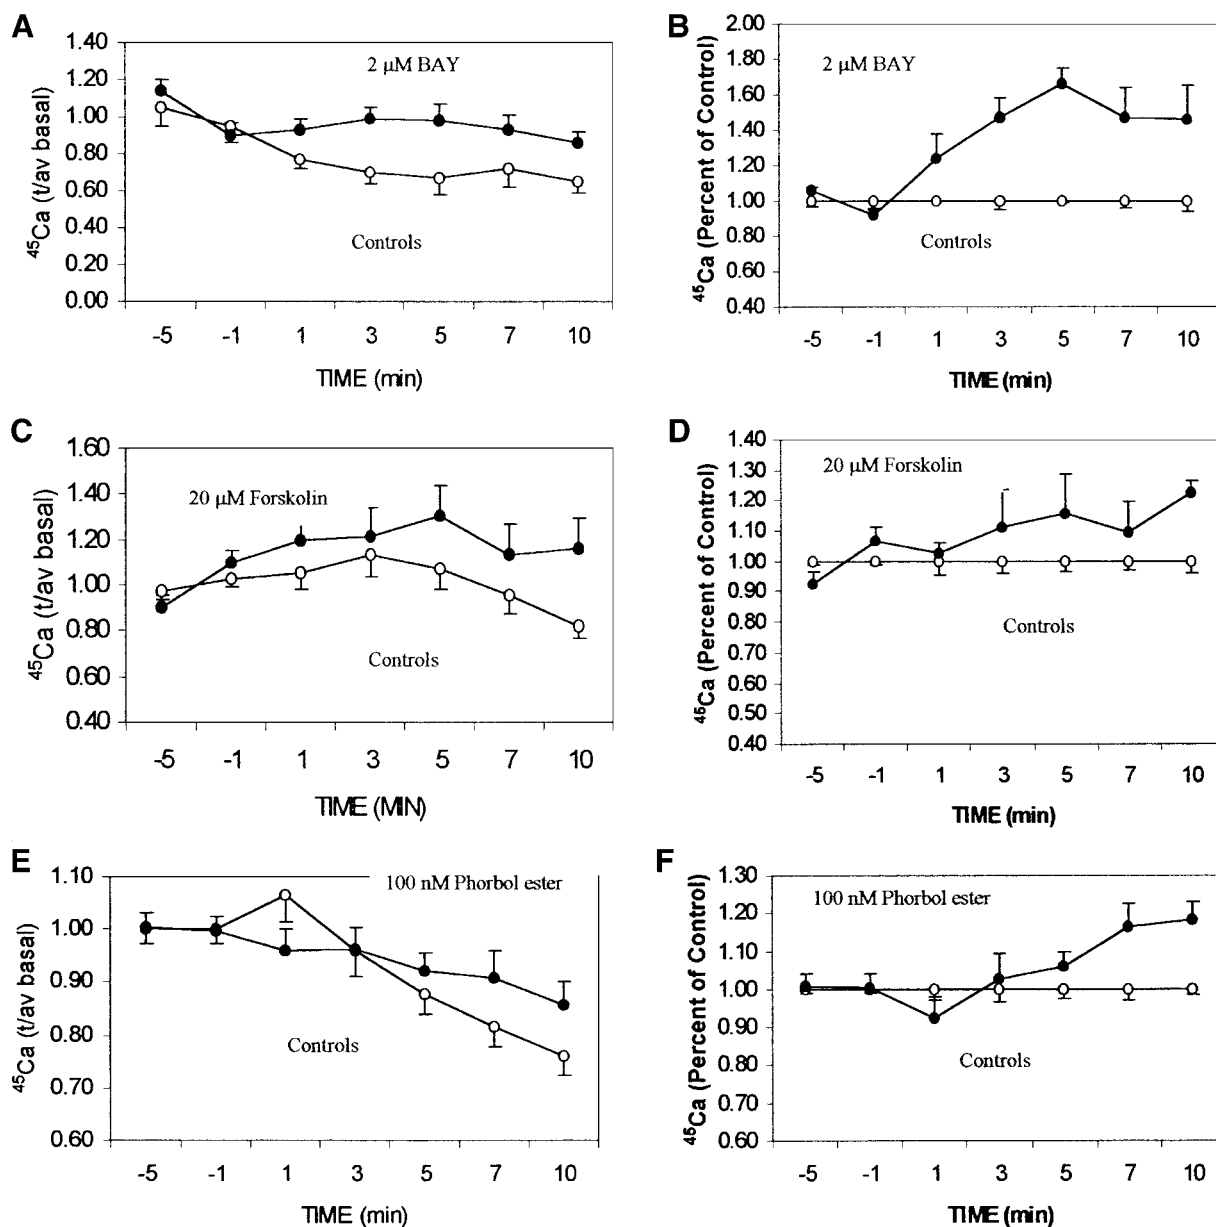 A
1.40
1.20
1.00
0.80
0.60
0.40
0.20
0.00
⁴⁵Ca (t/av basal)
2 μM BAY
Controls
-5 -1 1 3 5 7 10
TIME (min)
B
2.00
1.80
1.60
1.40
1.20
1.00
0.80
0.60
0.40
⁴⁵Ca (Percent of Control)
2 μM BAY
Controls
-5 -1 1 3 5 7 10
TIME (min)
C
1.60
1.40
1.20
1.00
0.80
0.60
0.40
⁴⁵Ca (t/av basal)
20 μM Forskolin
Controls
-5 -1 1 3 5 7 10
TIME (MIN)
D
1.40
1.30
1.20
1.10
1.00
0.90
0.80
0.70
0.60
0.50
0.40
⁴⁵Ca (Percent of Control)
20 μM Forskolin
Controls
-5 -1 1 3 5 7 10
TIME (min)
E
1.10
1.00
0.90
0.80
0.70
0.60
⁴⁵Ca (t/av basal)
100 nM Phorbol ester
Controls
-5 -1 1 3 5 7 10
TIME (min)
F
1.30
1.20
1.10
1.00
0.90
0.80
0.70
0.60
⁴⁵Ca (Percent of Control)
100 nM Phorbol ester
Controls
-5 -1 1 3 5 7 10
TIME (min)